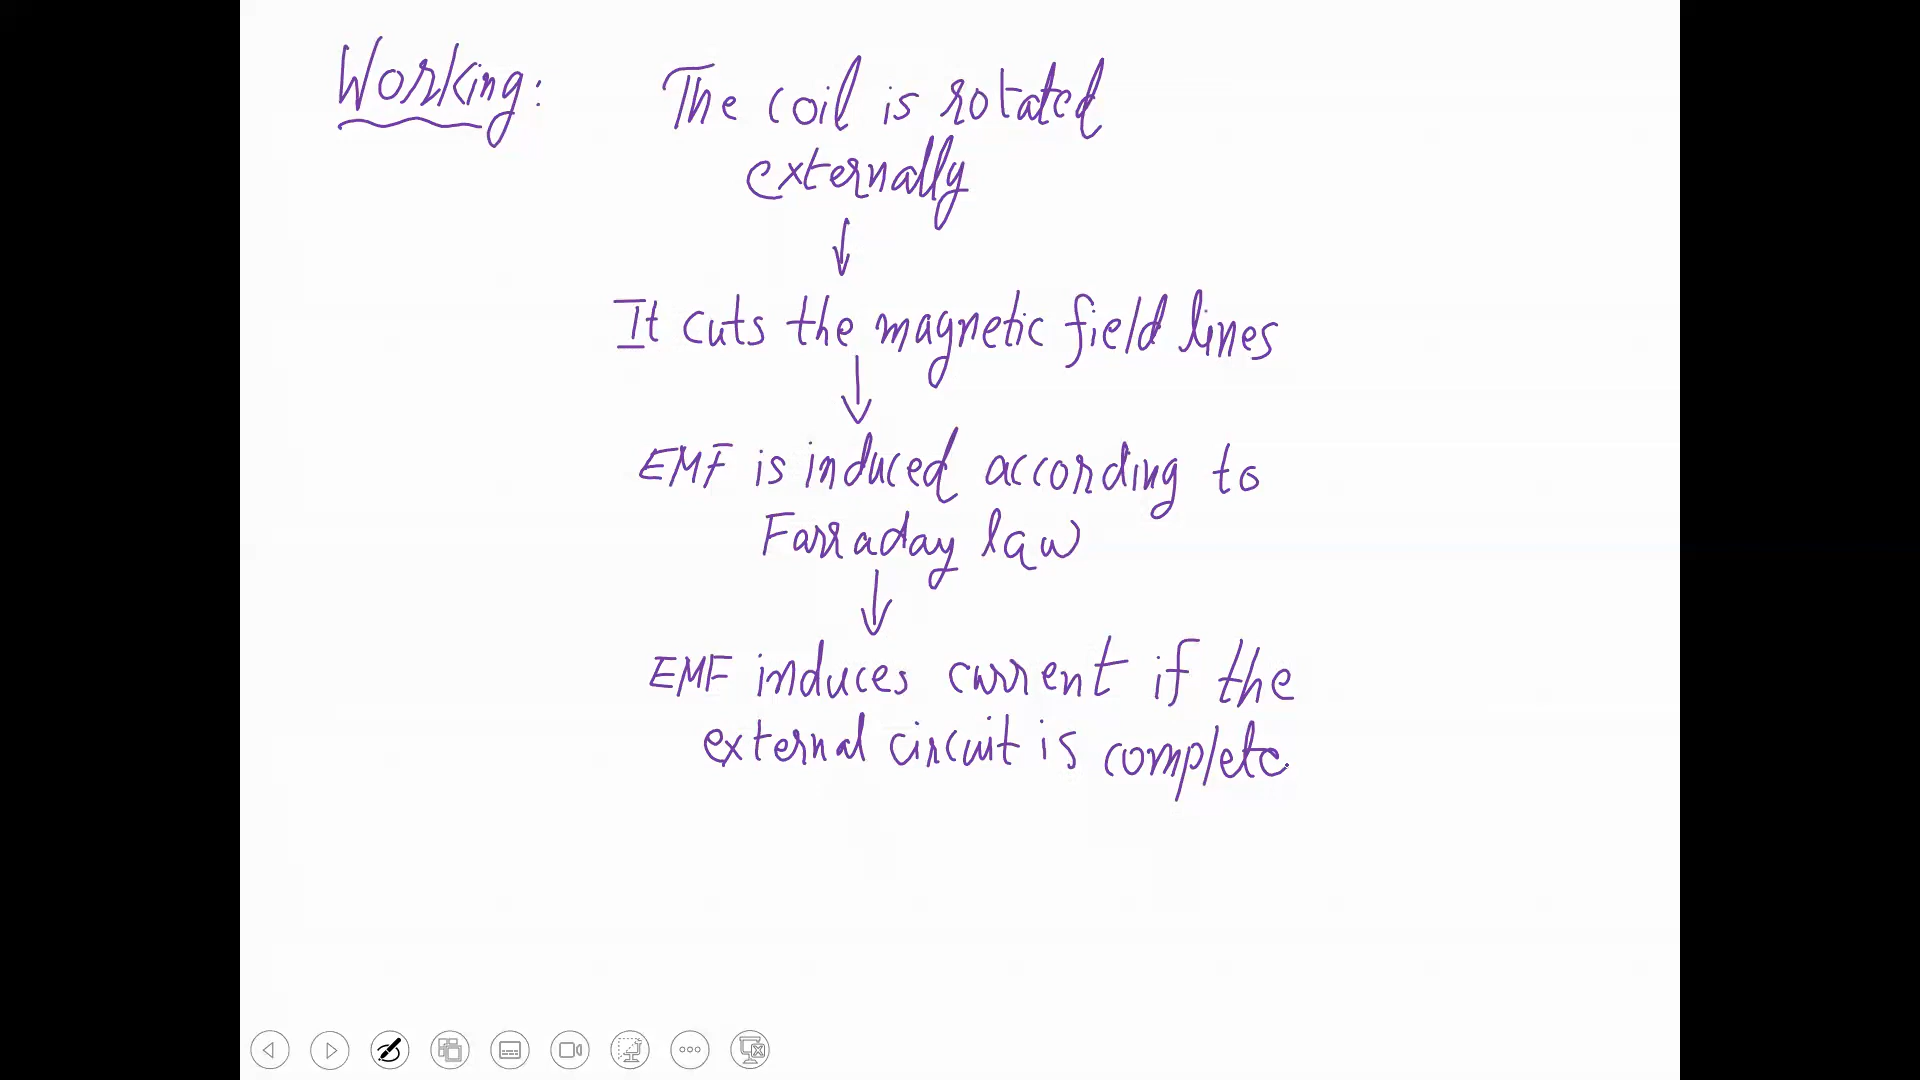 Working:
The coil is rotated
externally
It cuts the magnetic field lines
EMF is induced according to
Farraday law
EMF induces current if the
external circuit is complete